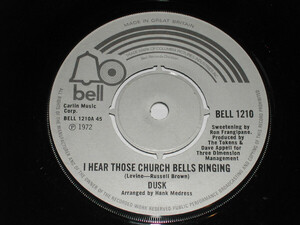 MADE IN GREAT BRITAIN
bell
Carlin Music
Corp.
BELL 1210A 45
℗ 1972
BELL 1210
Sweetening by
Ron Frangipane.
Produced by
The Tokens &
Dave Appell for
Three Dimension
Management
I HEAR THOSE CHURCH BELLS RINGING
(Levine—Russell Brown)
DUSK
Arranged by Hank Medress